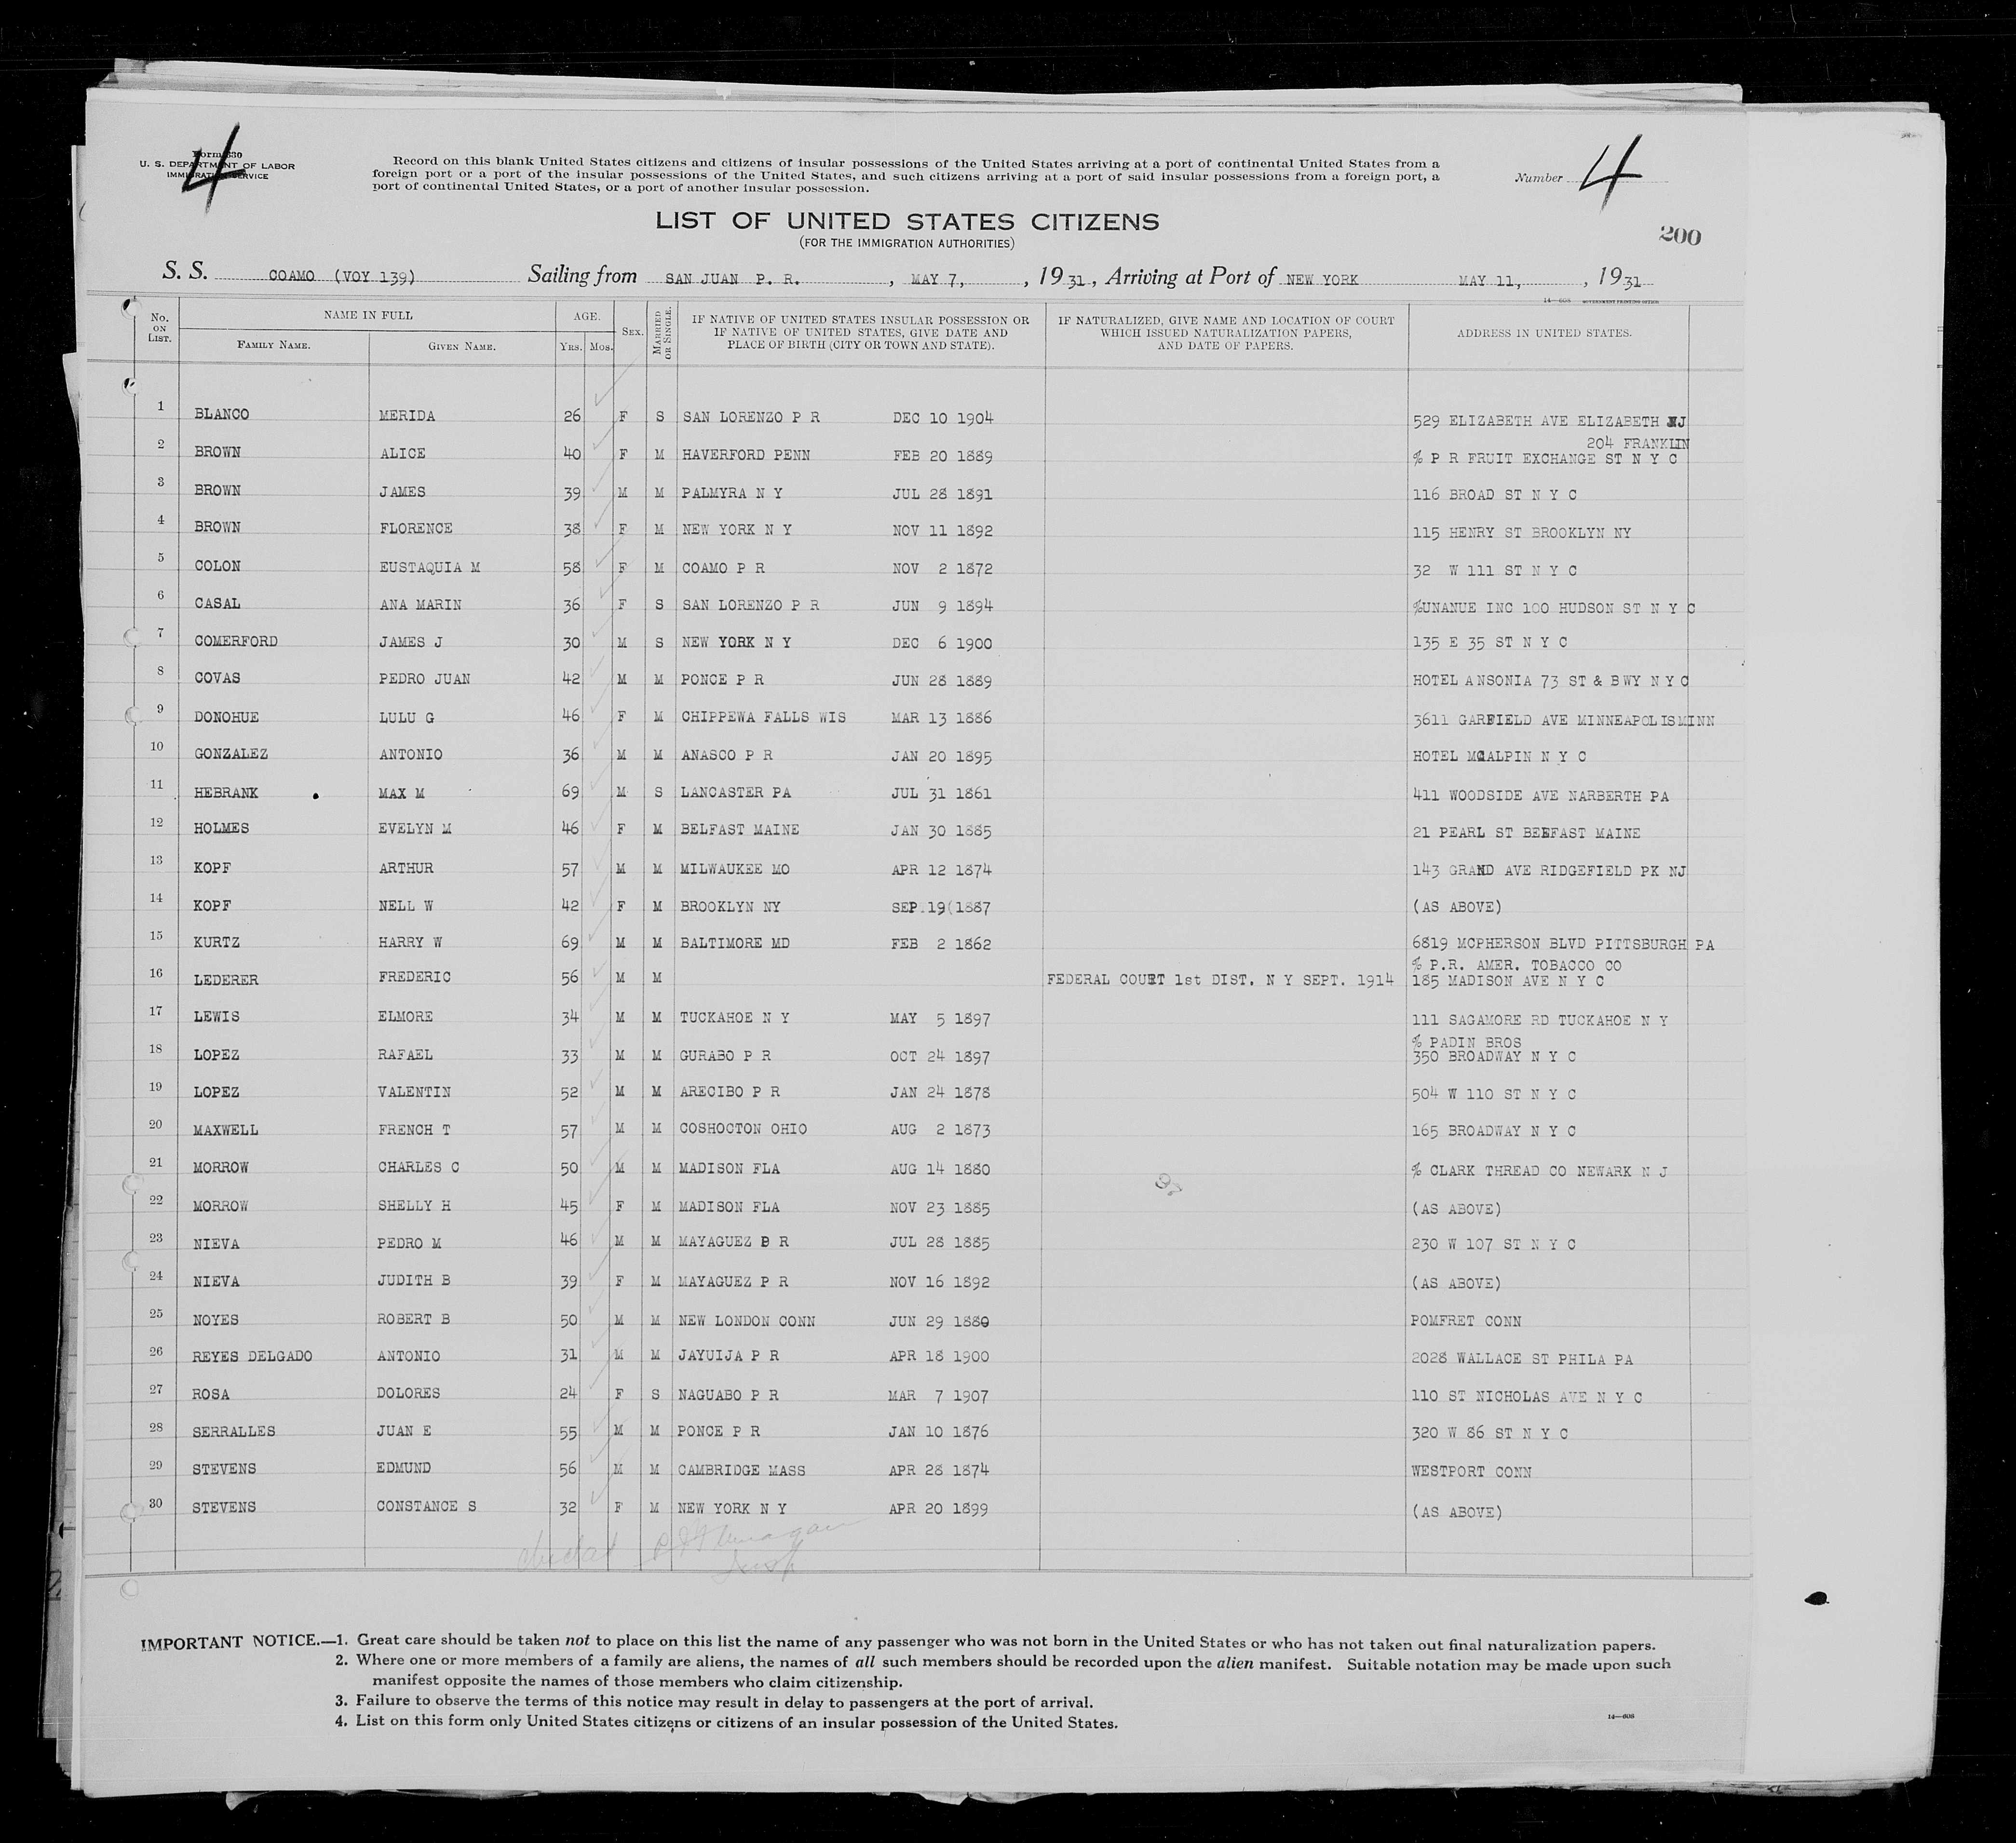 4
Form 630
U. S. DEPARTMENT OF LABOR
IMMIGRATION SERVICE
Record on this blank United States citizens and citizens of insular possessions of the United States arriving at a port of continental United States from a
foreign port or a port of the insular possessions of the United States, and such citizens arriving at a port of said insular possessions from a foreign port, a
port of continental United States, or a port of another insular possession.
Number 4
LIST OF UNITED STATES CITIZENS
(FOR THE IMMIGRATION AUTHORITIES)
200
S. S. COAMO (VOY 139) Sailing from SAN JUAN P. R. , MAY 7, , 1931, Arriving at Port of NEW YORK MAY 11, , 1931
14—608 GOVERNMENT PRINTING OFFICE
No. ON LIST. NAME IN FULL FAMILY NAME. GIVEN NAME. AGE. YRS. MOS. SEX. MARRIED OR SINGLE. IF NATIVE OF UNITED STATES INSULAR POSSESSION OR IF NATIVE OF UNITED STATES, GIVE DATE AND PLACE OF BIRTH (CITY OR TOWN AND STATE). IF NATURALIZED, GIVE NAME AND LOCATION OF COURT WHICH ISSUED NATURALIZATION PAPERS, AND DATE OF PAPERS. ADDRESS IN UNITED STATES.
1 BLANCO MERIDA 26 F S SAN LORENZO P R DEC 10 1904 529 ELIZABETH AVE ELIZABETH NJ
204 FRANKLIN
2 BROWN ALICE 40 F M HAVERFORD PENN FEB 20 1889 % P R FRUIT EXCHANGE ST N Y C
3 BROWN JAMES 39 M M PALMYRA N Y JUL 28 1891 116 BROAD ST N Y C
4 BROWN FLORENCE 38 F M NEW YORK N Y NOV 11 1892 115 HENRY ST BROOKLYN NY
5 COLON EUSTAQUIA M 58 F M COAMO P R NOV 2 1872 32 W 111 ST N Y C
6 CASAL ANA MARIN 36 F S SAN LORENZO P R JUN 9 1894 %UNANUE INC 100 HUDSON ST N Y C
7 COMERFORD JAMES J 30 M S NEW YORK N Y DEC 6 1900 135 E 35 ST N Y C
8 COVAS PEDRO JUAN 42 M M PONCE P R JUN 28 1889 HOTEL ANSONIA 73 ST & BWY N Y C
9 DONOHUE LULU G 46 F M CHIPPEWA FALLS WIS MAR 13 1886 3611 GARFIELD AVE MINNEAPOLISMINN
10 GONZALEZ ANTONIO 36 M M ANASCO P R JAN 20 1895 HOTEL MCALPIN N Y C
11 HEBRANK MAX M 69 M S LANCASTER PA JUL 31 1861 411 WOODSIDE AVE NARBERTH PA
12 HOLMES EVELYN M 46 F M BELFAST MAINE JAN 30 1885 21 PEARL ST BELFAST MAINE
13 KOPF ARTHUR 57 M M MILWAUKEE MO APR 12 1874 143 GRAND AVE RIDGEFIELD PK NJ
14 KOPF NELL W 42 F M BROOKLYN NY SEP.19(1887 (AS ABOVE)
15 KURTZ HARRY W 69 M M BALTIMORE MD FEB 2 1862 6819 MCPHERSON BLVD PITTSBURGH PA
% P.R. AMER. TOBACCO CO
16 LEDERER FREDERIC 56 M M FEDERAL COURT 1st DIST. N Y SEPT. 1914 185 MADISON AVE N Y C
17 LEWIS ELMORE 34 M M TUCKAHOE N Y MAY 5 1897 111 SAGAMORE RD TUCKAHOE N Y
% PADIN BROS
18 LOPEZ RAFAEL 33 M M GURABO P R OCT 24 1897 350 BROADWAY N Y C
19 LOPEZ VALENTIN 52 M M ARECIBO P R JAN 24 1878 504 W 110 ST N Y C
20 MAXWELL FRENCH T 57 M M COSHOCTON OHIO AUG 2 1873 165 BROADWAY N Y C
21 MORROW CHARLES C 50 M M MADISON FLA AUG 14 1880 % CLARK THREAD CO NEWARK N J
22 MORROW SHELLY H 45 F M MADISON FLA NOV 23 1885 (AS ABOVE)
23 NIEVA PEDRO M 46 M M MAYAGUEZ P R JUL 28 1885 230 W 107 ST N Y C
24 NIEVA JUDITH B 39 F M MAYAGUEZ P R NOV 16 1892 (AS ABOVE)
25 NOYES ROBERT B 50 M M NEW LONDON CONN JUN 29 1880 POMFRET CONN
26 REYES DELGADO ANTONIO 31 M M JAYUIJA P R APR 18 1900 2028 WALLACE ST PHILA PA
27 ROSA DOLORES 24 F S NAGUABO P R MAR 7 1907 110 ST NICHOLAS AVE N Y C
28 SERRALLES JUAN E 55 M M PONCE P R JAN 10 1876 320 W 86 ST N Y C
29 STEVENS EDMUND 56 M M CAMBRIDGE MASS APR 28 1874 WESTPORT CONN
30 STEVENS CONSTANCE S 32 F M NEW YORK N Y APR 20 1899 (AS ABOVE)
IMPORTANT NOTICE.—1. Great care should be taken not to place on this list the name of any passenger who was not born in the United States or who has not taken out final naturalization papers.
2. Where one or more members of a family are aliens, the names of all such members should be recorded upon the alien manifest. Suitable notation may be made upon such
manifest opposite the names of those members who claim citizenship.
3. Failure to observe the terms of this notice may result in delay to passengers at the port of arrival.
4. List on this form only United States citizens or citizens of an insular possession of the United States.
14—608